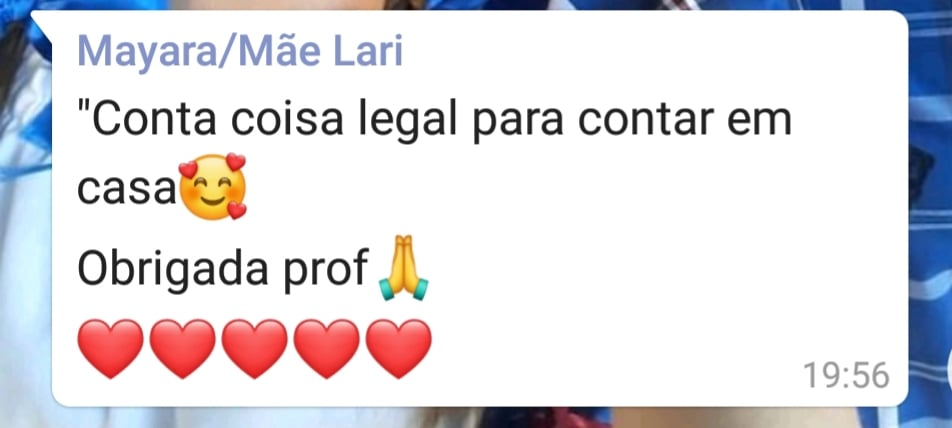 Mayara/Mãe Lari
"Conta coisa legal para contar em
casa🥰
Obrigada prof🙏
❤️❤️❤️❤️❤️
19:56